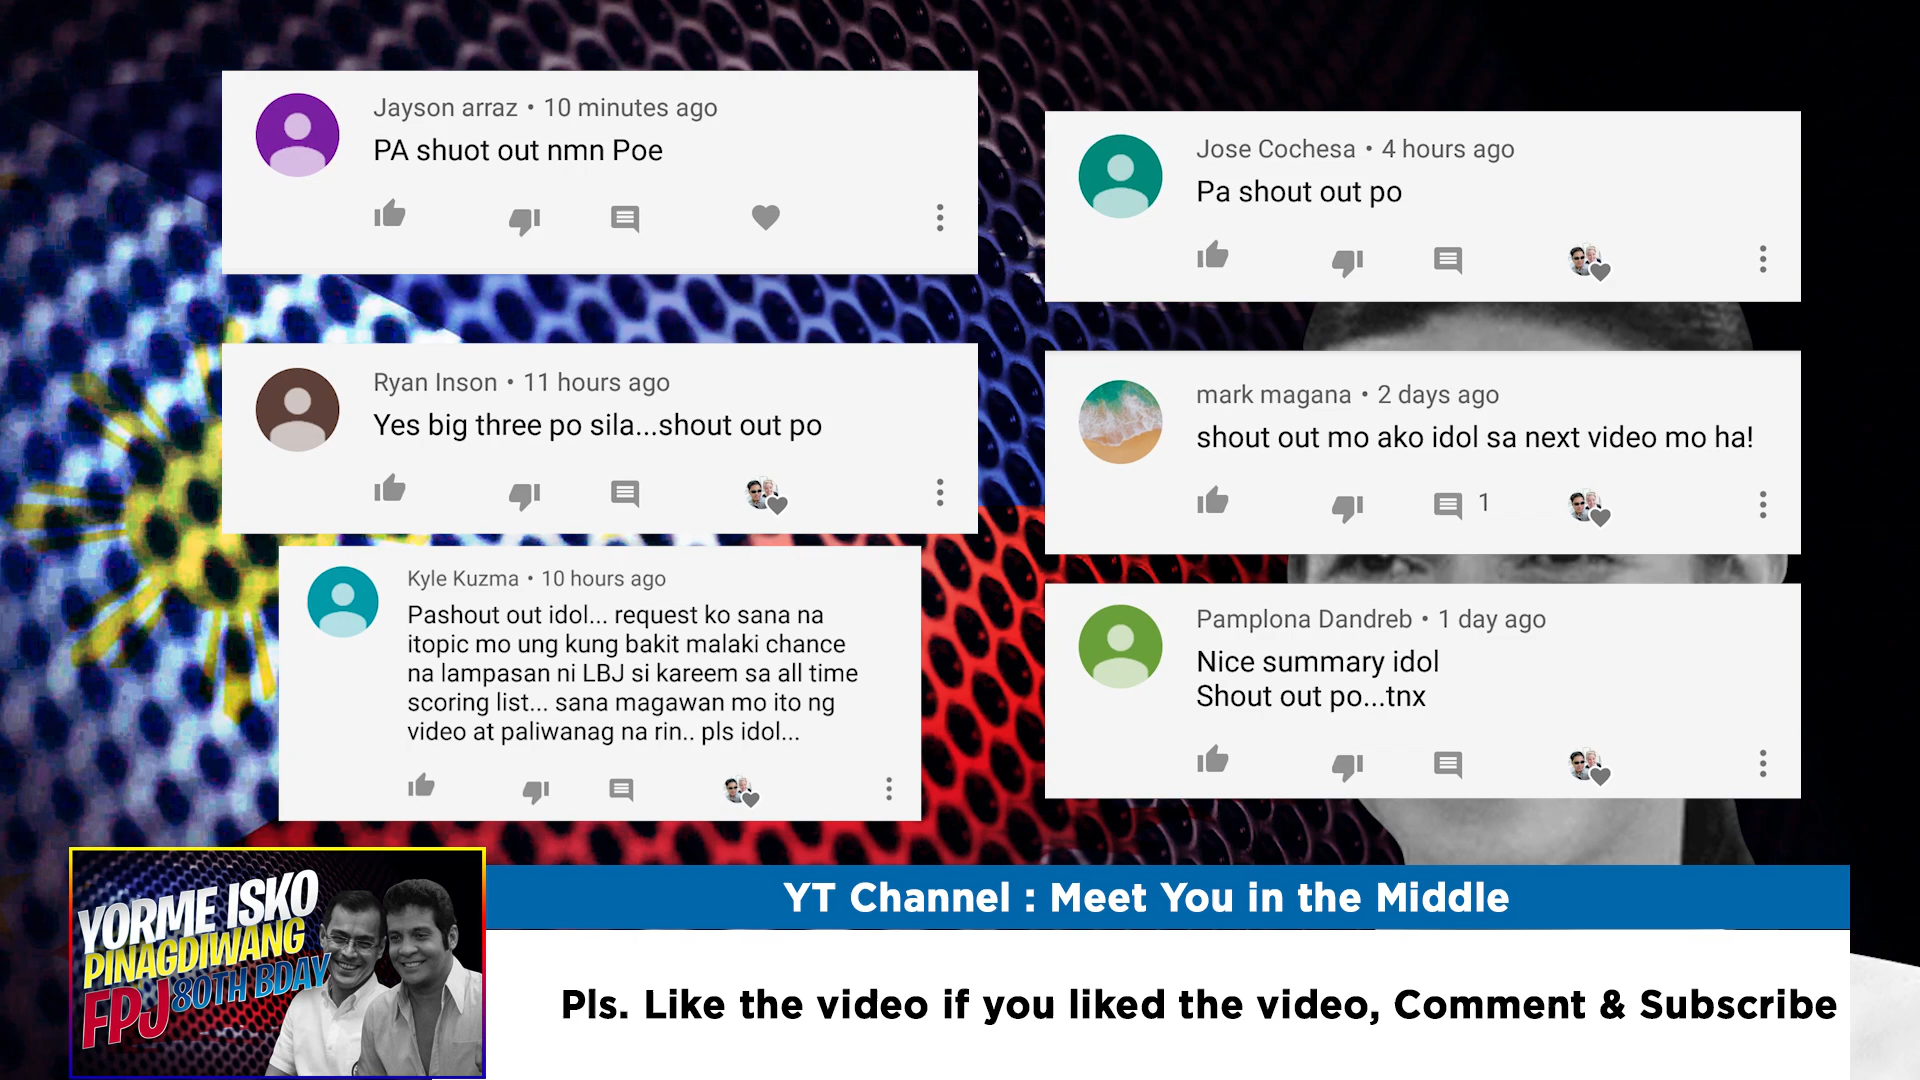 Jayson arraz • 10 minutes ago
PA shuot out nmn Poe
Ryan Inson • 11 hours ago
Yes big three po sila...shout out po
Kyle Kuzma • 10 hours ago
Pashout out idol... request ko sana na
itopic mo ung kung bakit malaki chance
na lampasan ni LBJ si kareem sa all time
scoring list... sana magawan mo ito ng
video at paliwanag na rin.. pls idol...
Jose Cochesa • 4 hours ago
Pa shout out po
mark magana • 2 days ago
shout out mo ako idol sa next video mo ha!
1
Pamplona Dandreb • 1 day ago
Nice summary idol
Shout out po...tnx
YORME ISKO
PINAGDIWANG
FPJ 80TH BDAY
YT Channel : Meet You in the Middle
Pls. Like the video if you liked the video, Comment & Subscribe